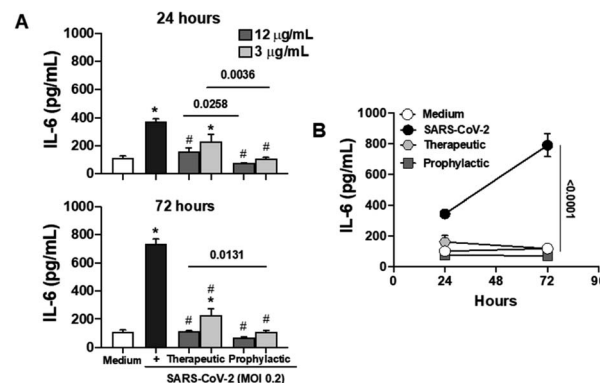 A
24 hours
12 μg/mL
3 μg/mL
IL-6 (pg/mL)
1000
800
600
400
200
0
0.0036
0.0258
*
#
*
#
#
72 hours
IL-6 (pg/mL)
1000
800
600
400
200
0
0.0131
*
#
#
*
#
#
Medium + Therapeutic Prophylactic
SARS-CoV-2 (MOI 0.2)
B
IL-6 (pg/mL)
1000
800
600
400
200
0
Medium
SARS-CoV-2
Therapeutic
Prophylactic
<0.0001
0 24 48 72 96
Hours